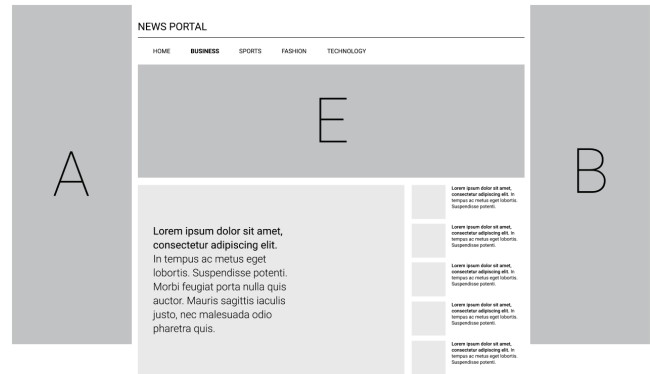 NEWS PORTAL
HOME BUSINESS SPORTS FASHION TECHNOLOGY
A
E
B
Lorem ipsum dolor sit amet,
consectetur adipiscing elit.
In tempus ac metus eget
lobortis. Suspendisse potenti.
Morbi feugiat porta nulla quis
auctor. Mauris sagittis iaculis
justo, nec malesuada odio
pharetra quis.
Lorem ipsum dolor sit amet,
consectetur adipiscing elit. In
tempus ac metus eget lobortis.
Suspendisse potenti.
Lorem ipsum dolor sit amet,
consectetur adipiscing elit. In
tempus ac metus eget lobortis.
Suspendisse potenti.
Lorem ipsum dolor sit amet,
consectetur adipiscing elit. In
tempus ac metus eget lobortis.
Suspendisse potenti.
Lorem ipsum dolor sit amet,
consectetur adipiscing elit. In
tempus ac metus eget lobortis.
Suspendisse potenti.
Lorem ipsum dolor sit amet,
consectetur adipiscing elit. In
tempus ac metus eget lobortis.
Suspendisse potenti.